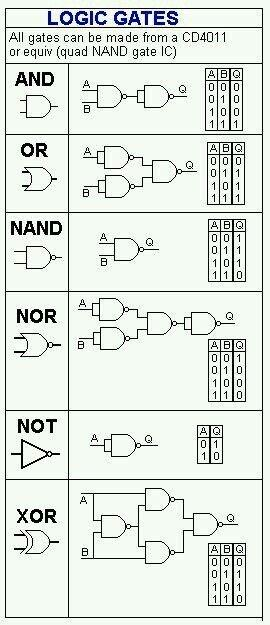 LOGIC GATES
All gates can be made from a CD4011
or equiv (quad NAND gate IC)
AND
A
B
Q
A B Q
0 0 0
0 1 0
1 0 0
1 1 1
OR
A
B
Q
A B Q
0 0 0
0 1 1
1 0 1
1 1 1
NAND
A
B
Q
A B Q
0 0 1
0 1 1
1 0 1
1 1 0
NOR
A
B
Q
A B Q
0 0 1
0 1 0
1 0 0
1 1 0
NOT
A
Q
A Q
0 1
1 0
XOR
A
B
Q
A B Q
0 0 0
0 1 1
1 0 1
1 1 0